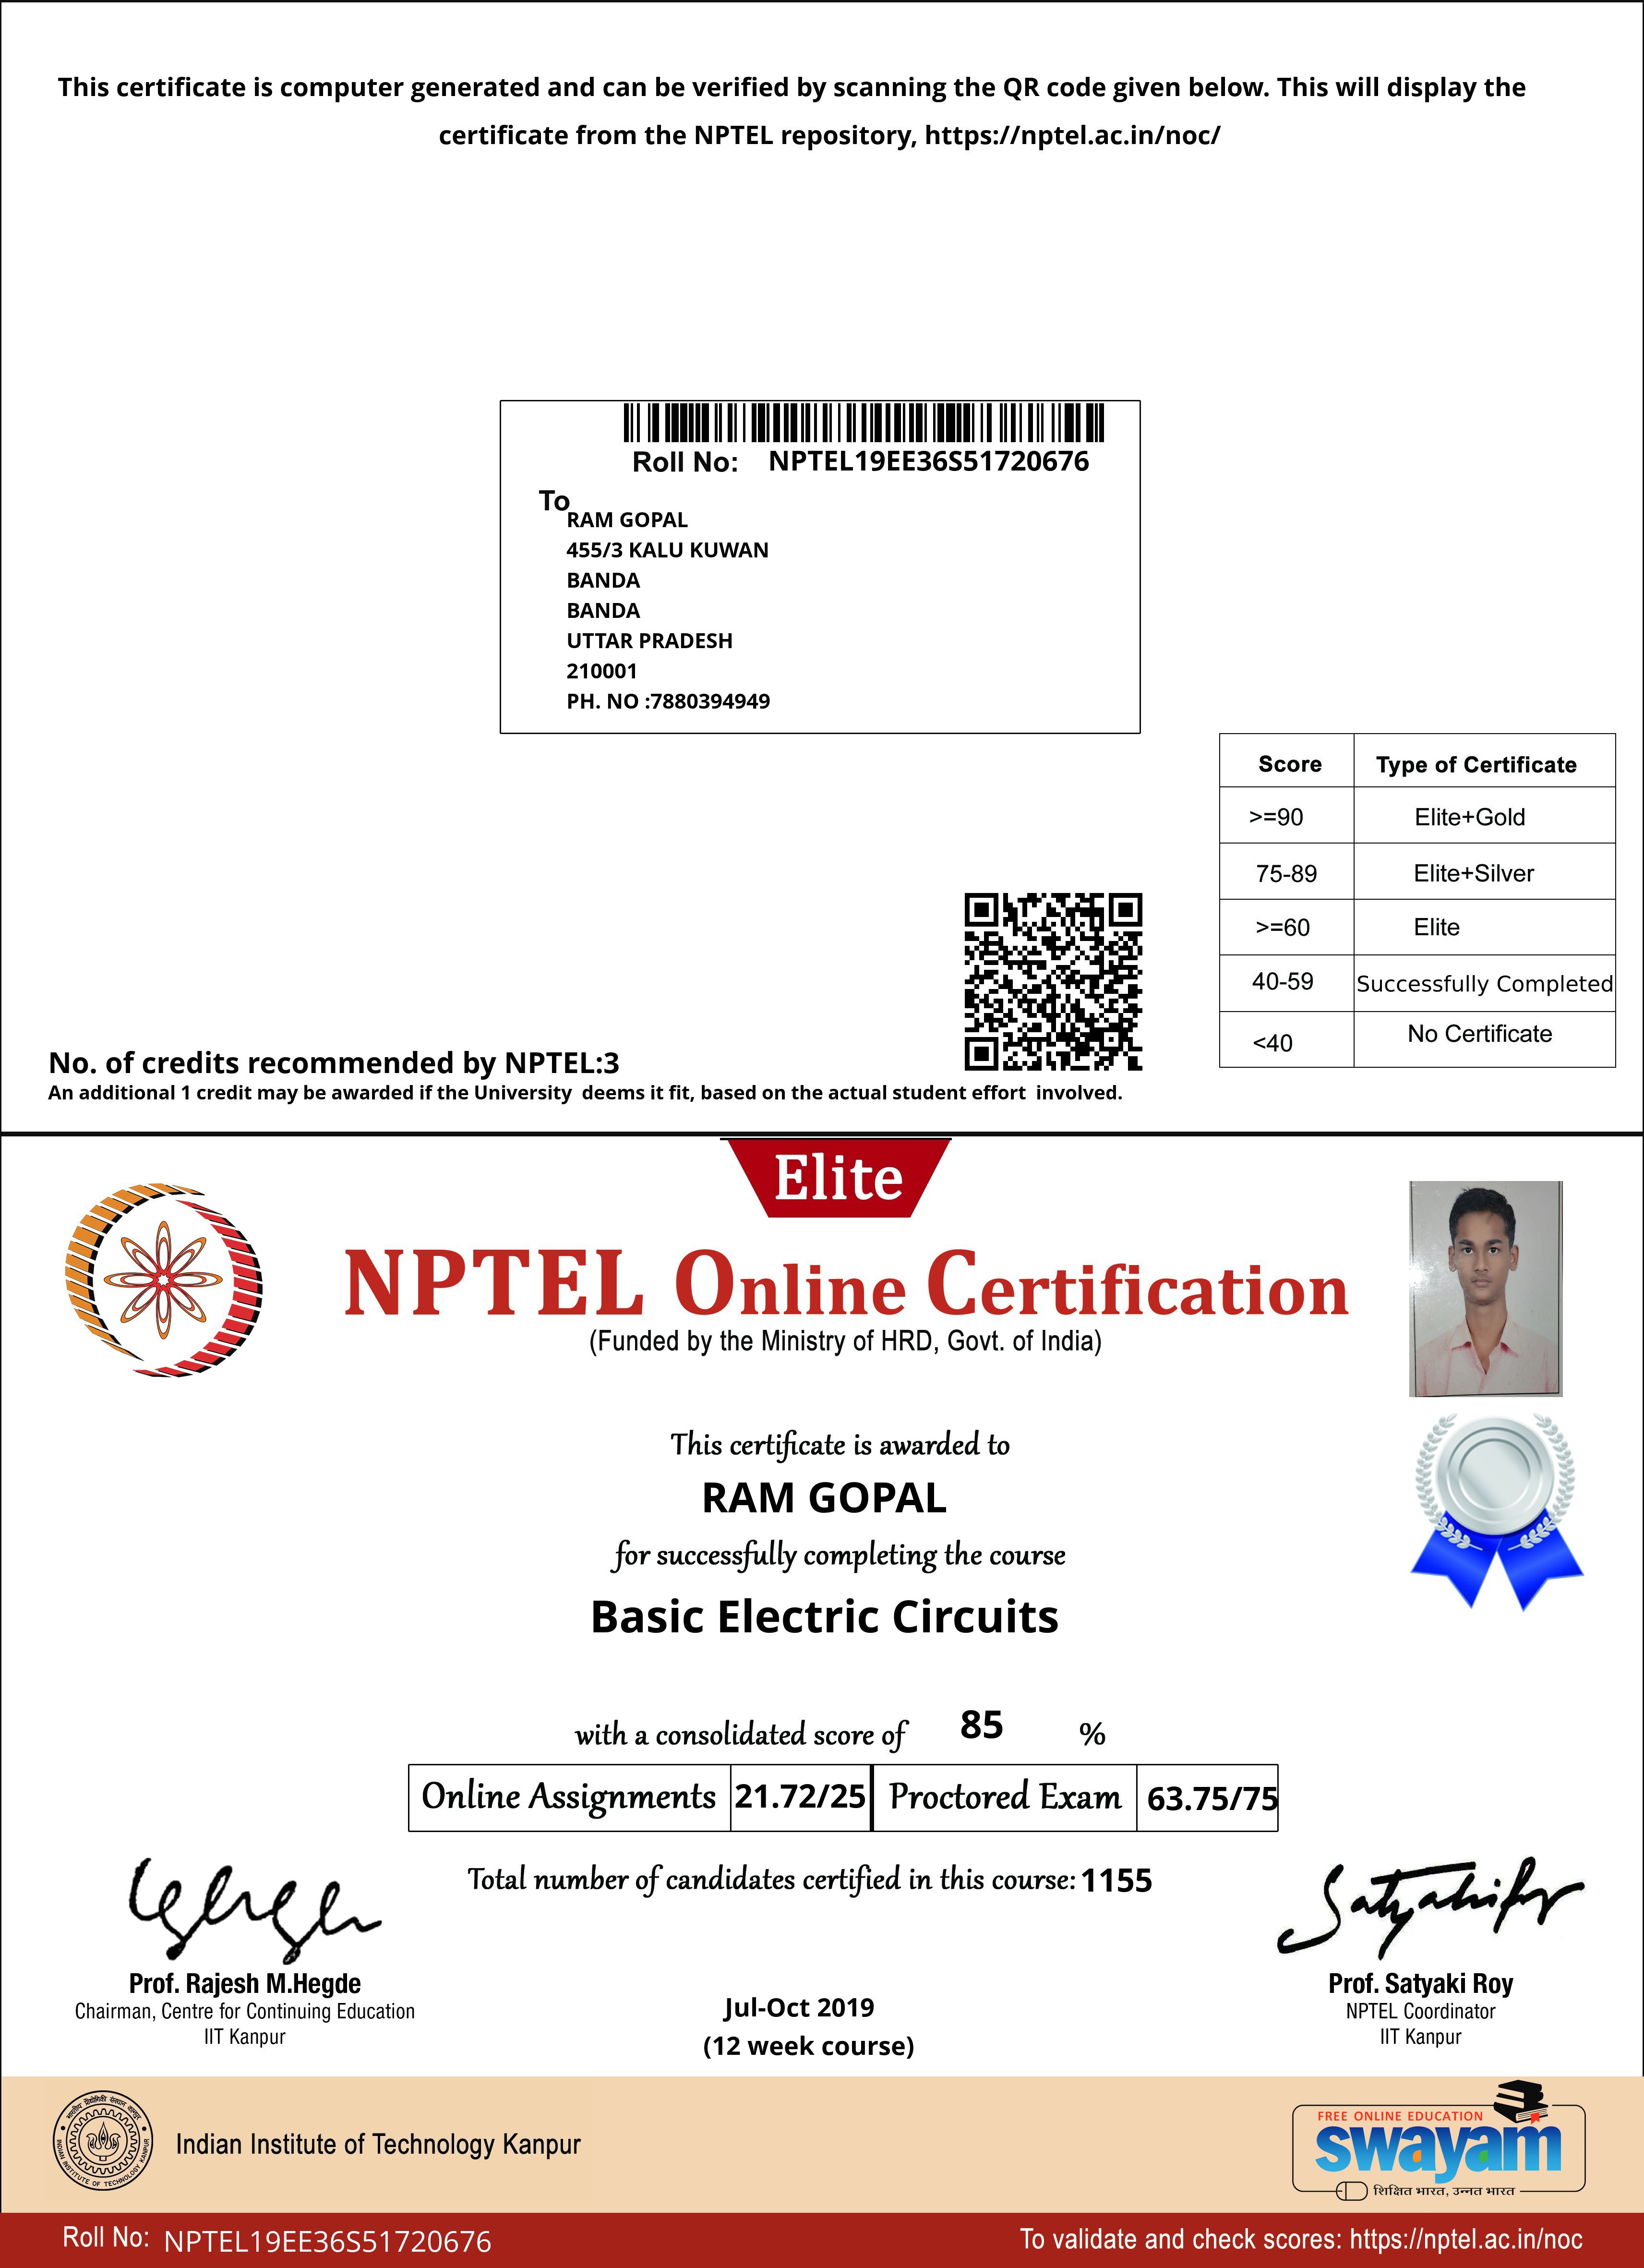 This certificate is computer generated and can be verified by scanning the QR code given below. This will display the
certificate from the NPTEL repository, https://nptel.ac.in/noc/
Roll No: NPTEL19EE36S51720676
To
RAM GOPAL
455/3 KALU KUWAN
BANDA
BANDA
UTTAR PRADESH
210001
PH. NO :7880394949
Score Type of Certificate
>=90 Elite+Gold
75-89 Elite+Silver
>=60 Elite
40-59 Successfully Completed
<40 No Certificate
No. of credits recommended by NPTEL:3
An additional 1 credit may be awarded if the University deems it fit, based on the actual student effort involved.
Elite
NPTEL Online Certification
(Funded by the Ministry of HRD, Govt. of India)
This certificate is awarded to
RAM GOPAL
for successfully completing the course
Basic Electric Circuits
with a consolidated score of 85 %
Online Assignments 21.72/25 Proctored Exam 63.75/75
Total number of candidates certified in this course: 1155
Prof. Rajesh M.Hegde
Chairman, Centre for Continuing Education
IIT Kanpur
Jul-Oct 2019
(12 week course)
Prof. Satyaki Roy
NPTEL Coordinator
IIT Kanpur
भारतीय प्रौद्योगिकी संस्थान कानपुर
INDIAN INSTITUTE OF TECHNOLOGY KANPUR
Indian Institute of Technology Kanpur
FREE ONLINE EDUCATION
swayam
शिक्षित भारत, उन्नत भारत
Roll No: NPTEL19EE36S51720676
To validate and check scores: https://nptel.ac.in/noc